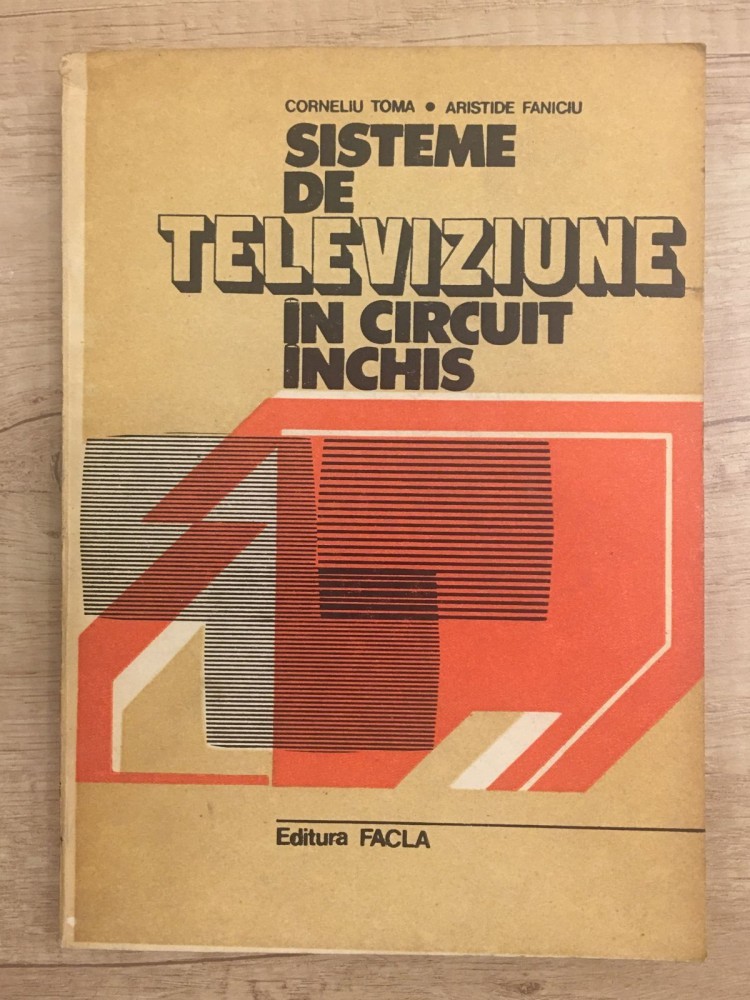 CORNELIU TOMA • ARISTIDE FANICIU
SISTEME
DE
TELEVIZIUNE
ÎN CIRCUIT
ÎNCHIS
Editura FACLA